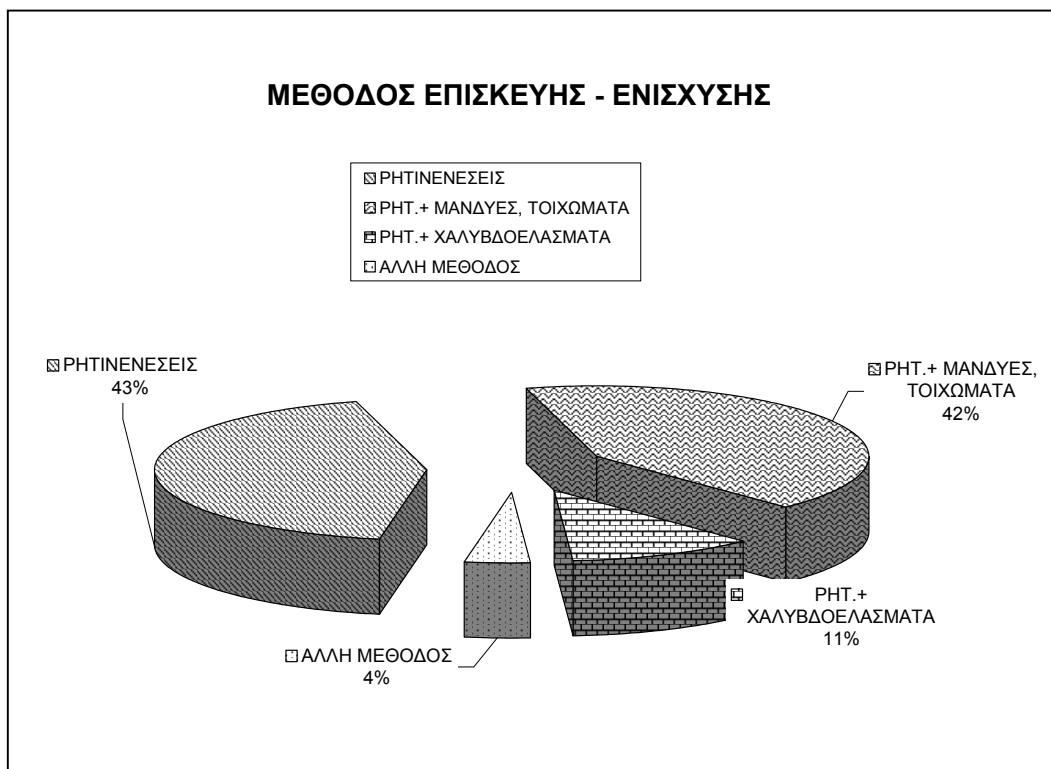 ΜΕΘΟΔΟΣ ΕΠΙΣΚΕΥΗΣ - ΕΝΙΣΧΥΣΗΣ
ΡΗΤΙΝΕΝΕΣΕΙΣ
ΡΗΤ.+ ΜΑΝΔΥΕΣ, ΤΟΙΧΩΜΑΤΑ
ΡΗΤ.+ ΧΑΛΥΒΔΟΕΛΑΣΜΑΤΑ
ΑΛΛΗ ΜΕΘΟΔΟΣ
ΡΗΤΙΝΕΝΕΣΕΙΣ
43%
ΡΗΤ.+ ΜΑΝΔΥΕΣ,
ΤΟΙΧΩΜΑΤΑ
42%
ΡΗΤ.+
ΧΑΛΥΒΔΟΕΛΑΣΜΑΤΑ
11%
ΑΛΛΗ ΜΕΘΟΔΟΣ
4%